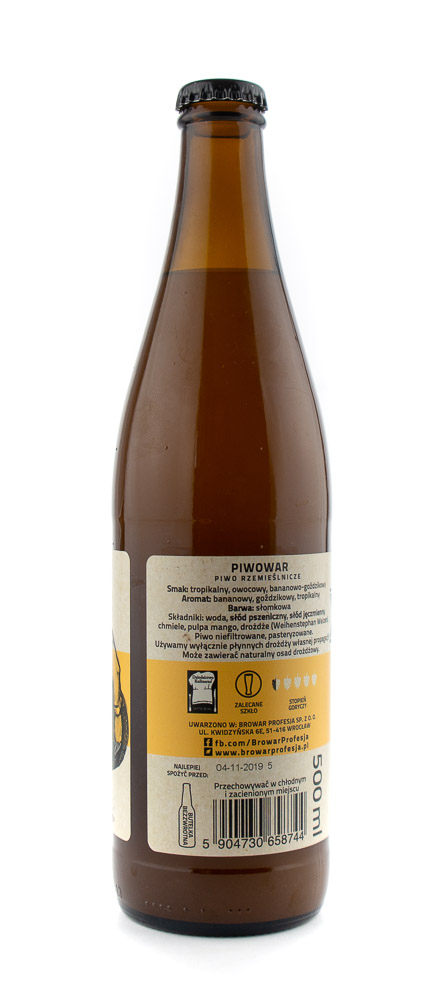 PIWOWAR
PIWO RZEMIEŚLNICZE
Smak: tropikalny, owocowy, bananowo-goździkowy
Aromat: bananowy, goździkowy, tropikalny
Barwa: słomkowa
Składniki: woda, słód pszeniczny, słód jęczmienny,
chmiele, pulpa mango, drożdże (Weihenstephan
Piwo niefiltrowane, pasteryzowane.
Używamy wyłącznie płynnych drożdży własnej
Może zawierać naturalny osad drożdżowy.
ZALECANE
SZKŁO
STOPIEŃ
GORYCZY
UWARZONO W: BROWAR PROFESJA SP. Z O. O.
UL. KWIDZYŃSKA 6E, 51-416 WROCŁAW
fb.com/BrowarProfesja
www.browarprofesja.pl
NAJLEPIEJ
SPOŻYĆ PRZED:
04-11-2019 5
Przechowywać w chłodnym
i zacienionym miejscu
BUTELKA
BEZZWROTNA
5 904730 658744
500 ml